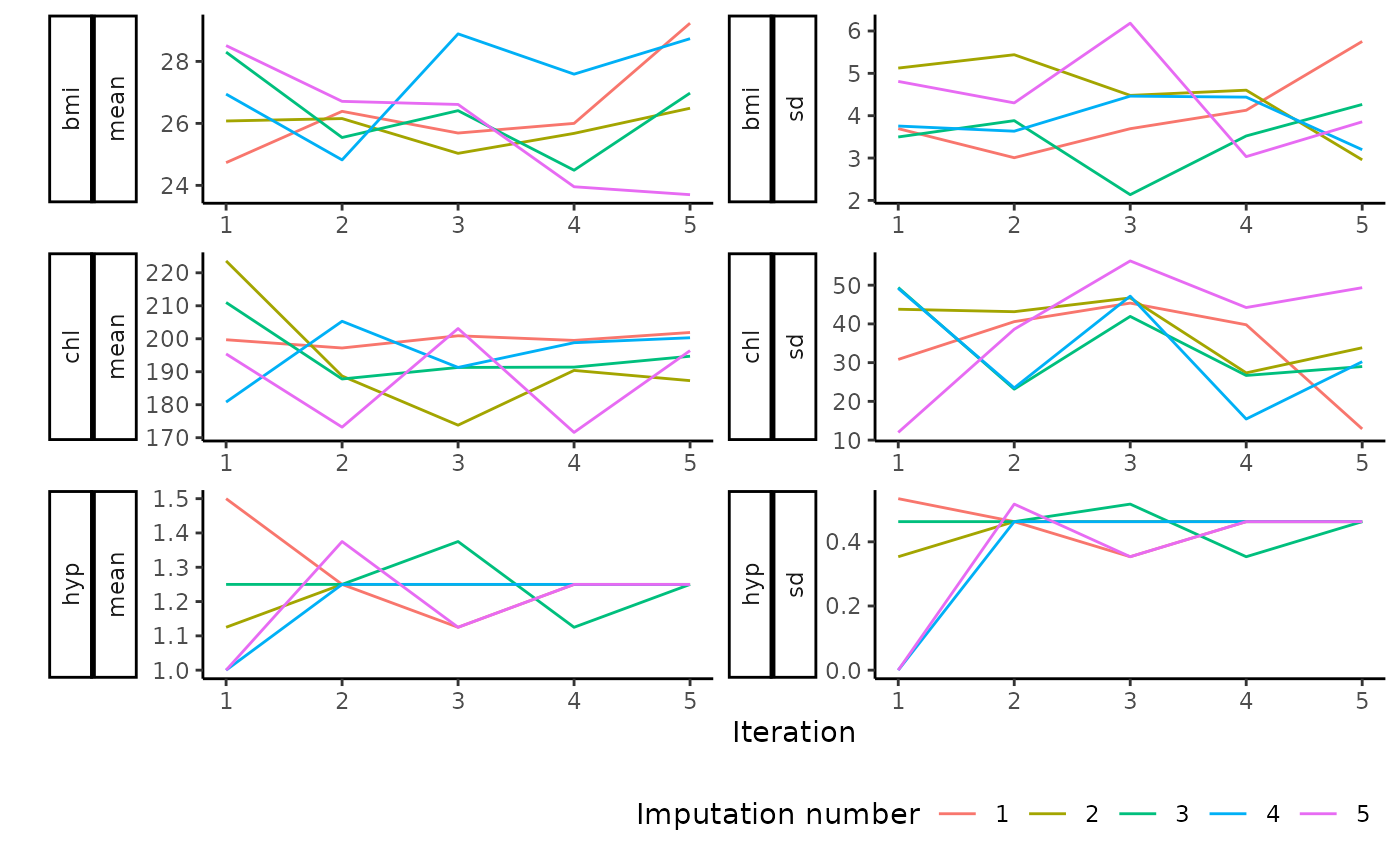 bmi mean 28 26 24 1 2 3 4 5
bmi sd 6 5 4 3 2 1 2 3 4 5
chl mean 220 210 200 190 180 170 1 2 3 4 5
chl sd 50 40 30 20 10 1 2 3 4 5
hyp mean 1.5 1.4 1.3 1.2 1.1 1.0 1 2 3 4 5
hyp sd 0.4 0.2 0.0 1 2 3 4 5
Iteration
Imputation number 1 2 3 4 5